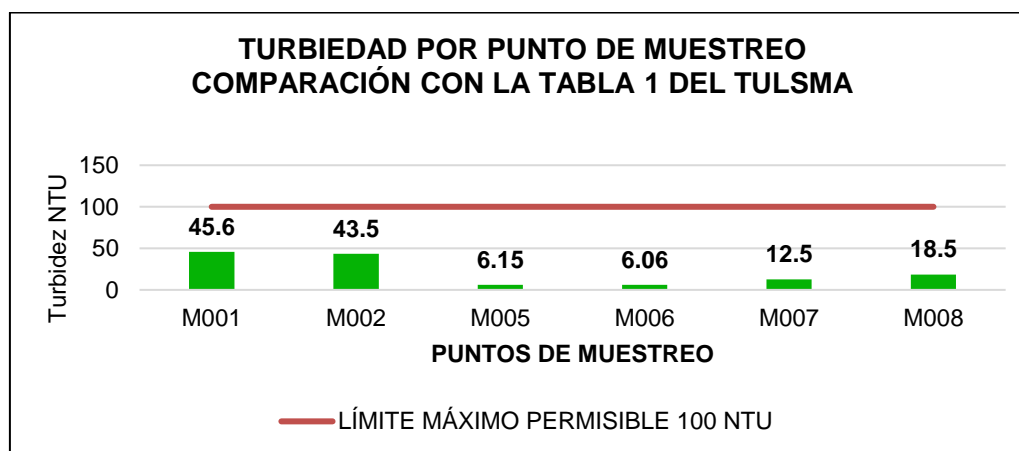 TURBIEDAD POR PUNTO DE MUESTREO
COMPARACIÓN CON LA TABLA 1 DEL TULSMA
Turbidez NTU
150
100
50
0
45.6
43.5
6.15
6.06
12.5
18.5
M001
M002
M005
M006
M007
M008
PUNTOS DE MUESTREO
LÍMITE MÁXIMO PERMISIBLE 100 NTU